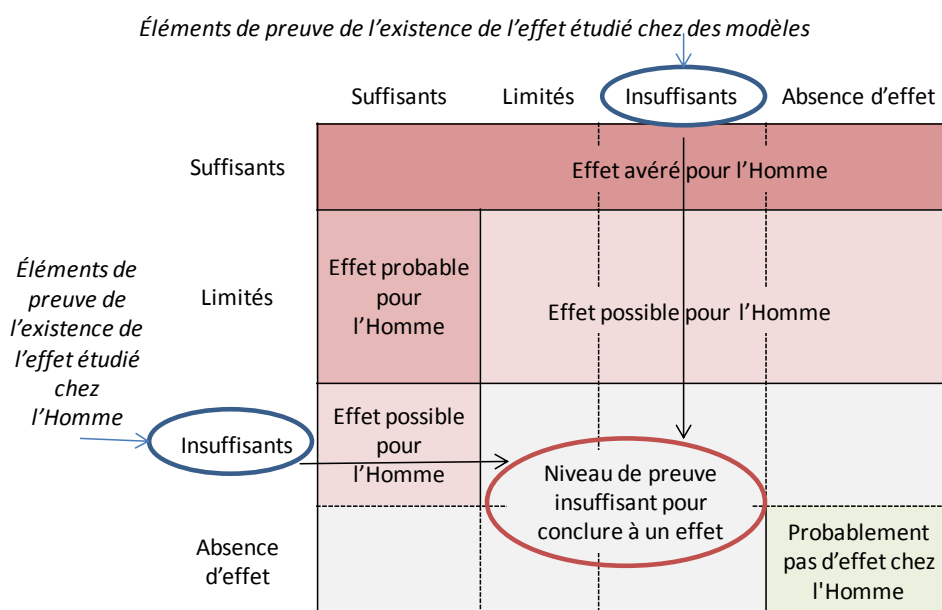 Éléments de preuve de l’existence de l’effet étudié chez des modèles
Suffisants
Limités
Insuffisants
Absence d’effet
Suffisants
Effet avéré pour l’Homme
Éléments de
preuve de
l’existence de
l’effet étudié
chez
l’Homme
Limités
Effet probable
pour
l’Homme
Effet possible pour l’Homme
Insuffisants
Effet possible
pour
l’Homme
Niveau de preuve
insuffisant pour
conclure à un effet
Absence
d’effet
Probablement
pas d’effet chez
l'Homme